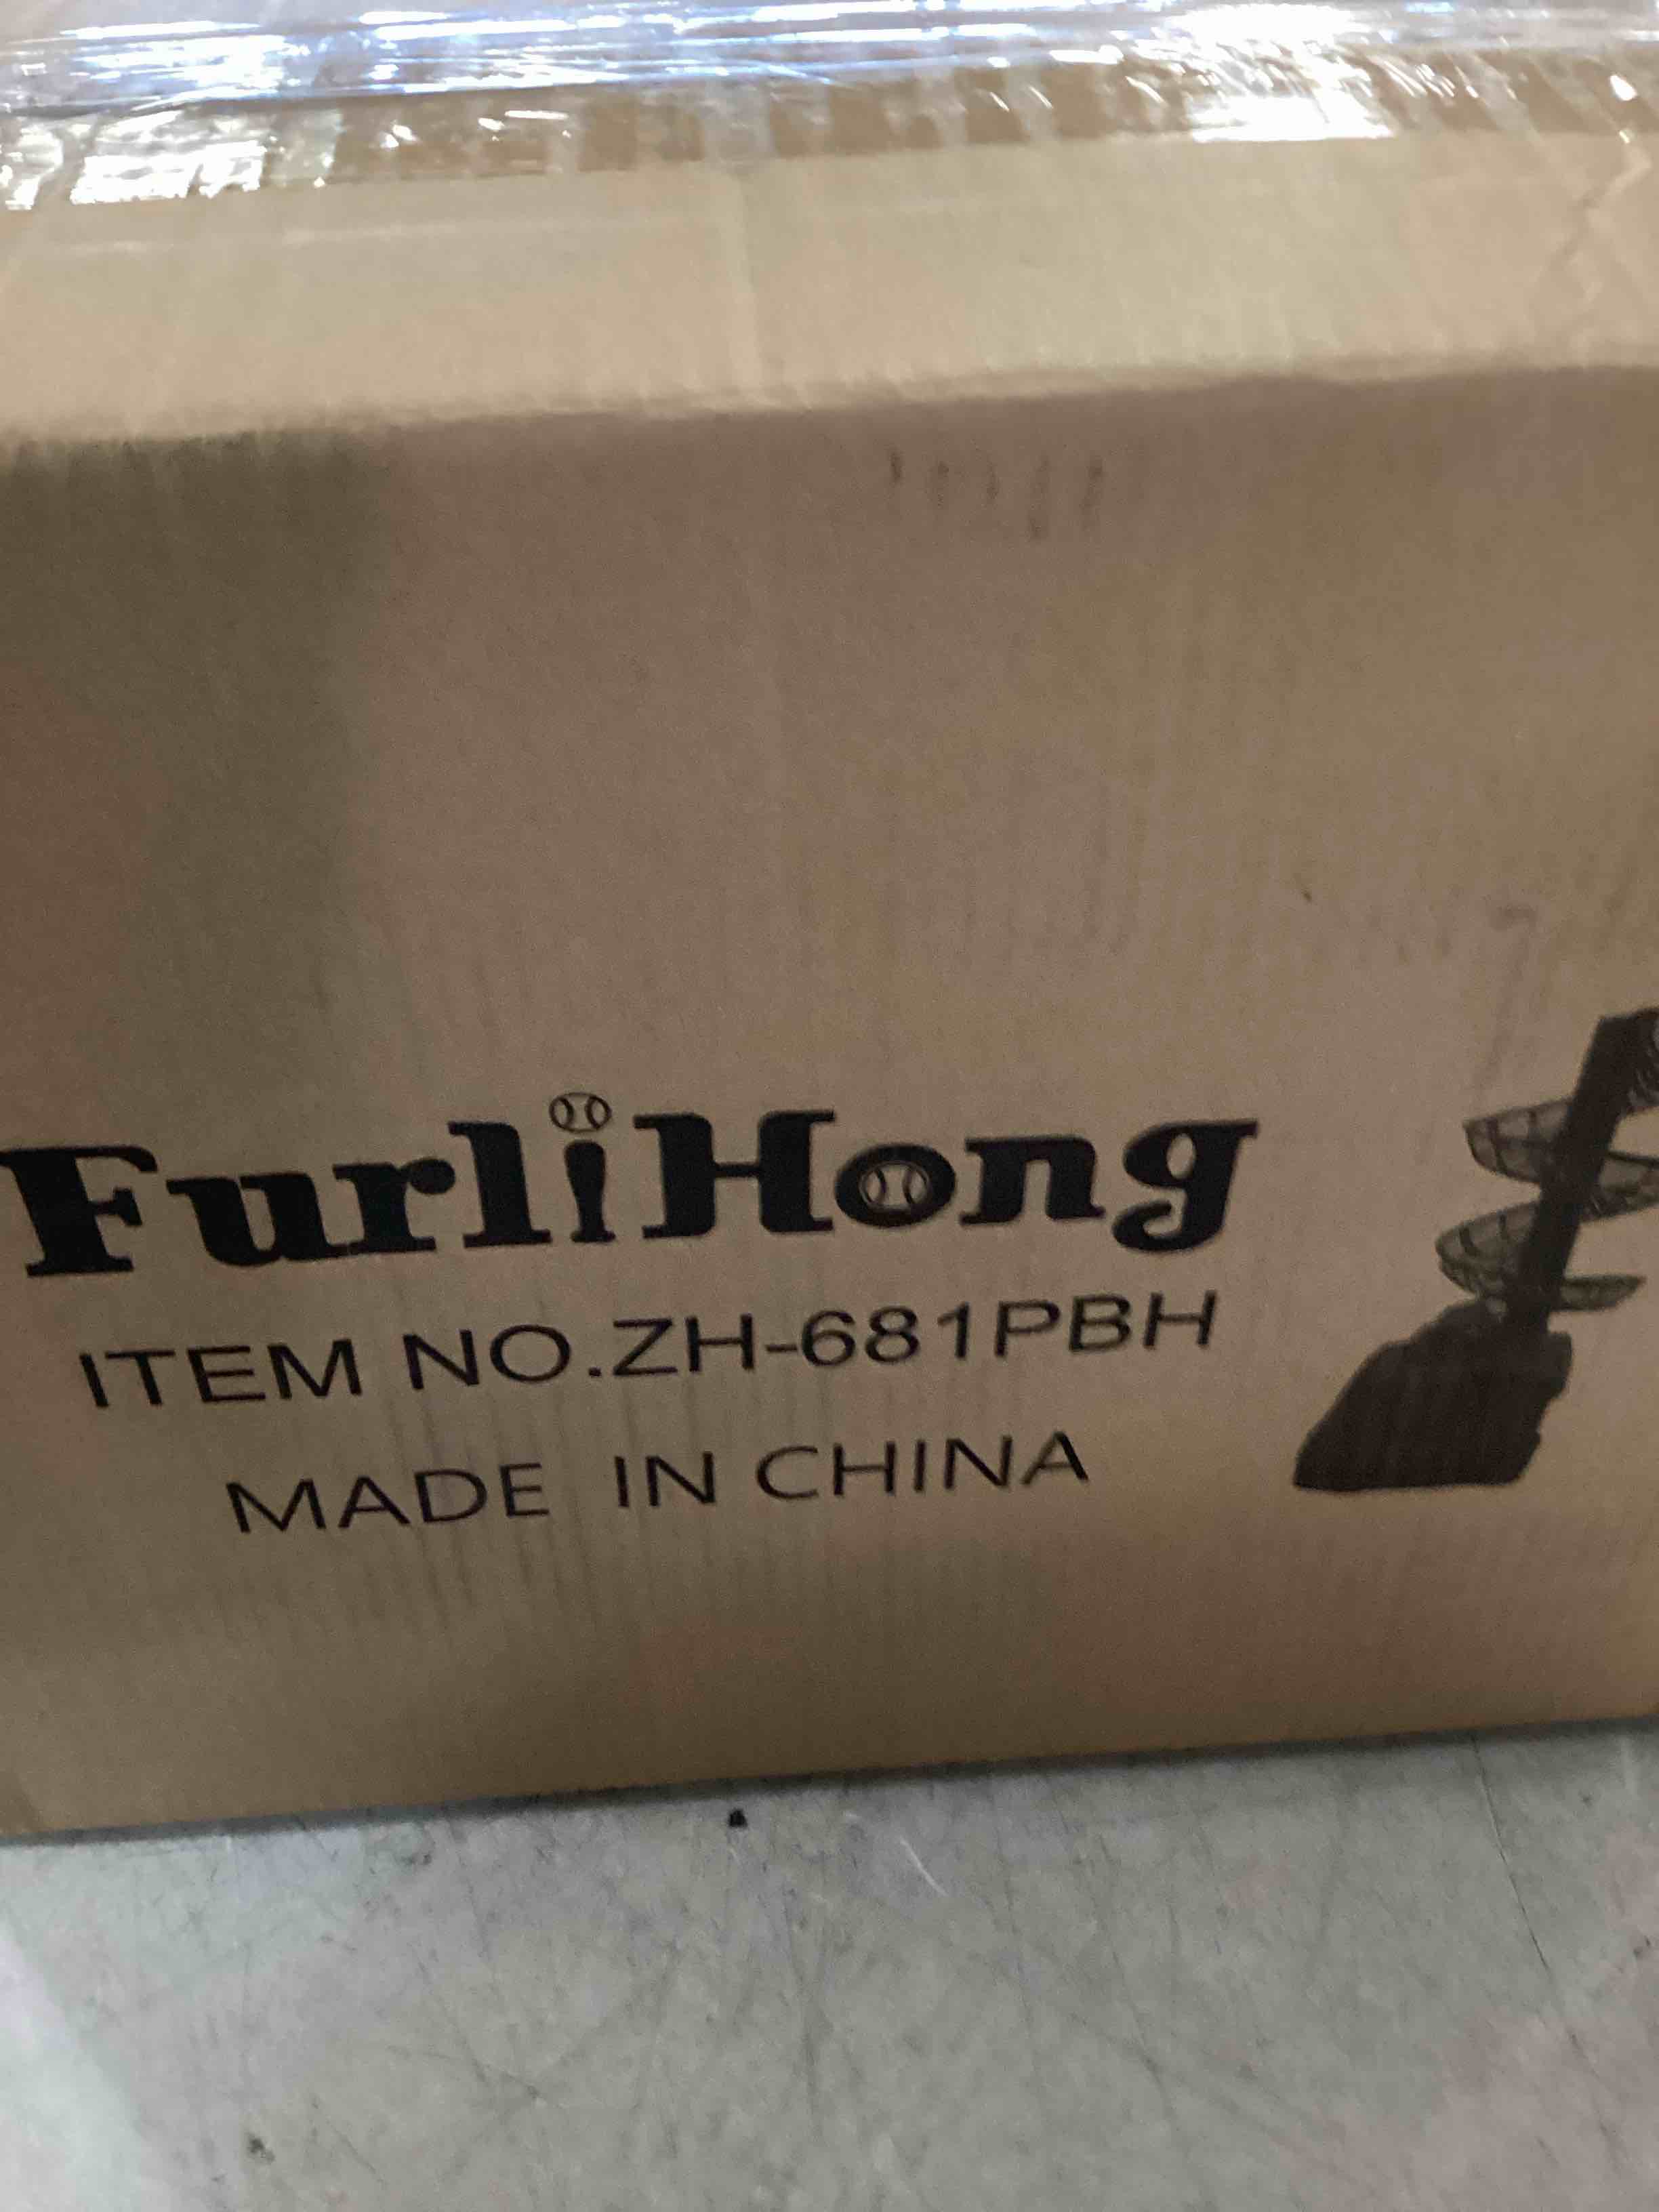 FurliHong
ITEM NO.ZH-681PBH
MADE IN CHINA